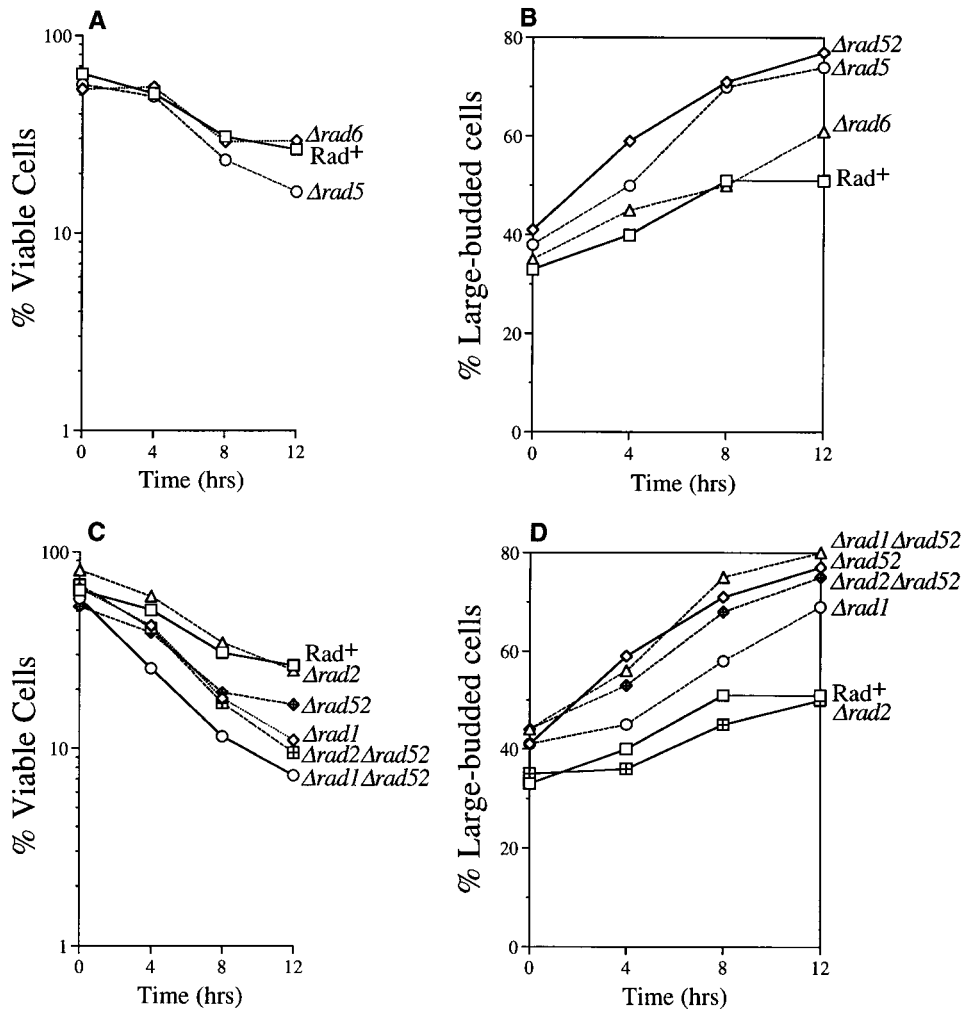 A
% Viable Cells
100
10
1
0 4 8 12
Time (hrs)
Δrad6
Rad+
Δrad5
B
% Large-budded cells
80
60
40
20
0
0 4 8 12
Time (hrs)
Δrad52
Δrad5
Δrad6
Rad+
C
% Viable Cells
100
10
1
0 4 8 12
Time (hrs)
Rad+
Δrad2
Δrad52
Δrad1
Δrad2Δrad52
Δrad1Δrad52
D
% Large-budded cells
80
60
40
20
0
0 4 8 12
Time (hrs)
Δrad1Δrad52
Δrad52
Δrad2Δrad52
Δrad1
Rad+
Δrad2